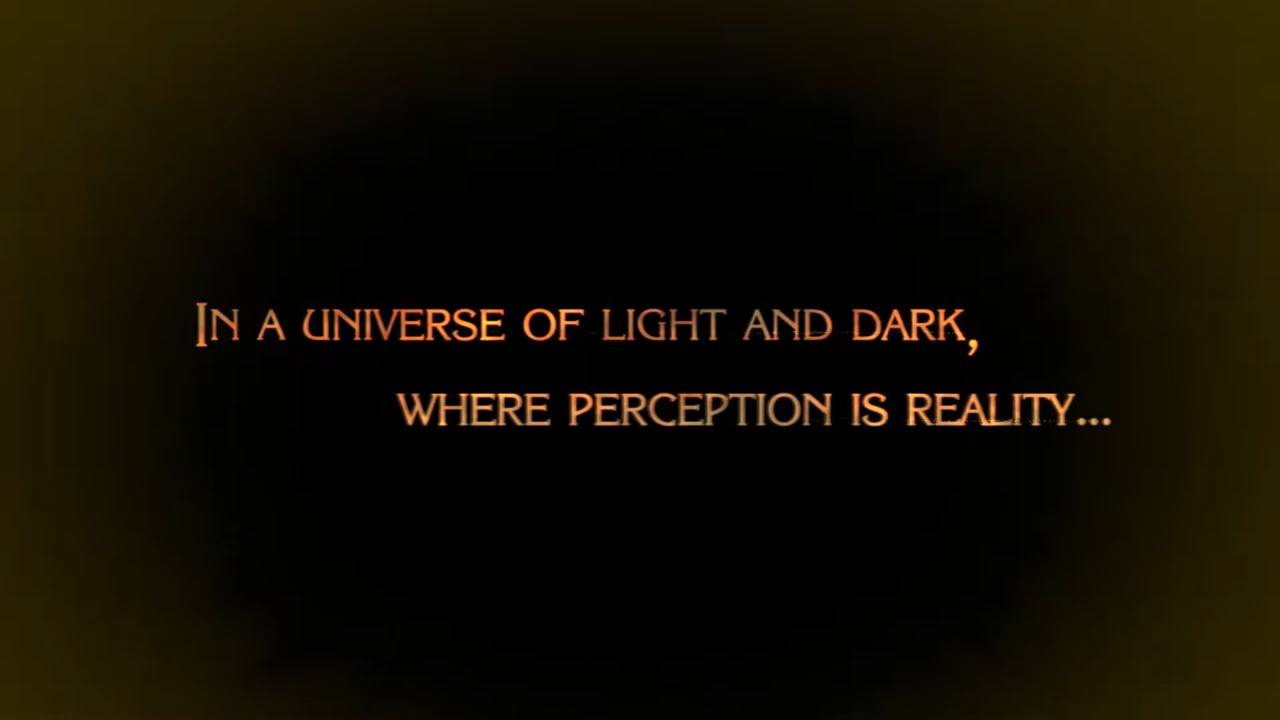 In a universe of light and dark,
where perception is reality...